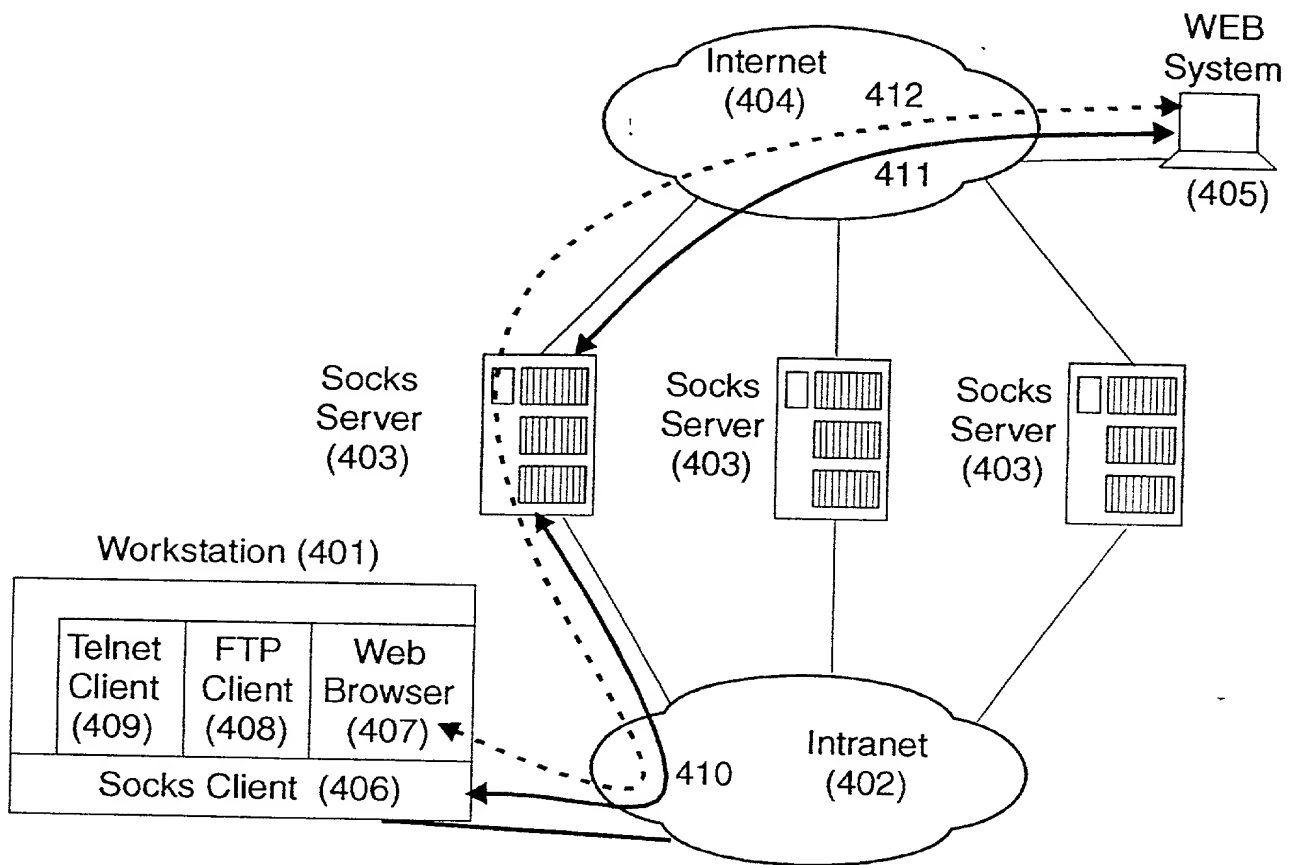 WEB
System
(405)
Internet
(404)
412
411
Socks
Server
(403)
Socks
Server
(403)
Socks
Server
(403)
Workstation (401)
Telnet
Client
(409)
FTP
Client
(408)
Web
Browser
(407)
Socks Client (406)
410
Intranet
(402)